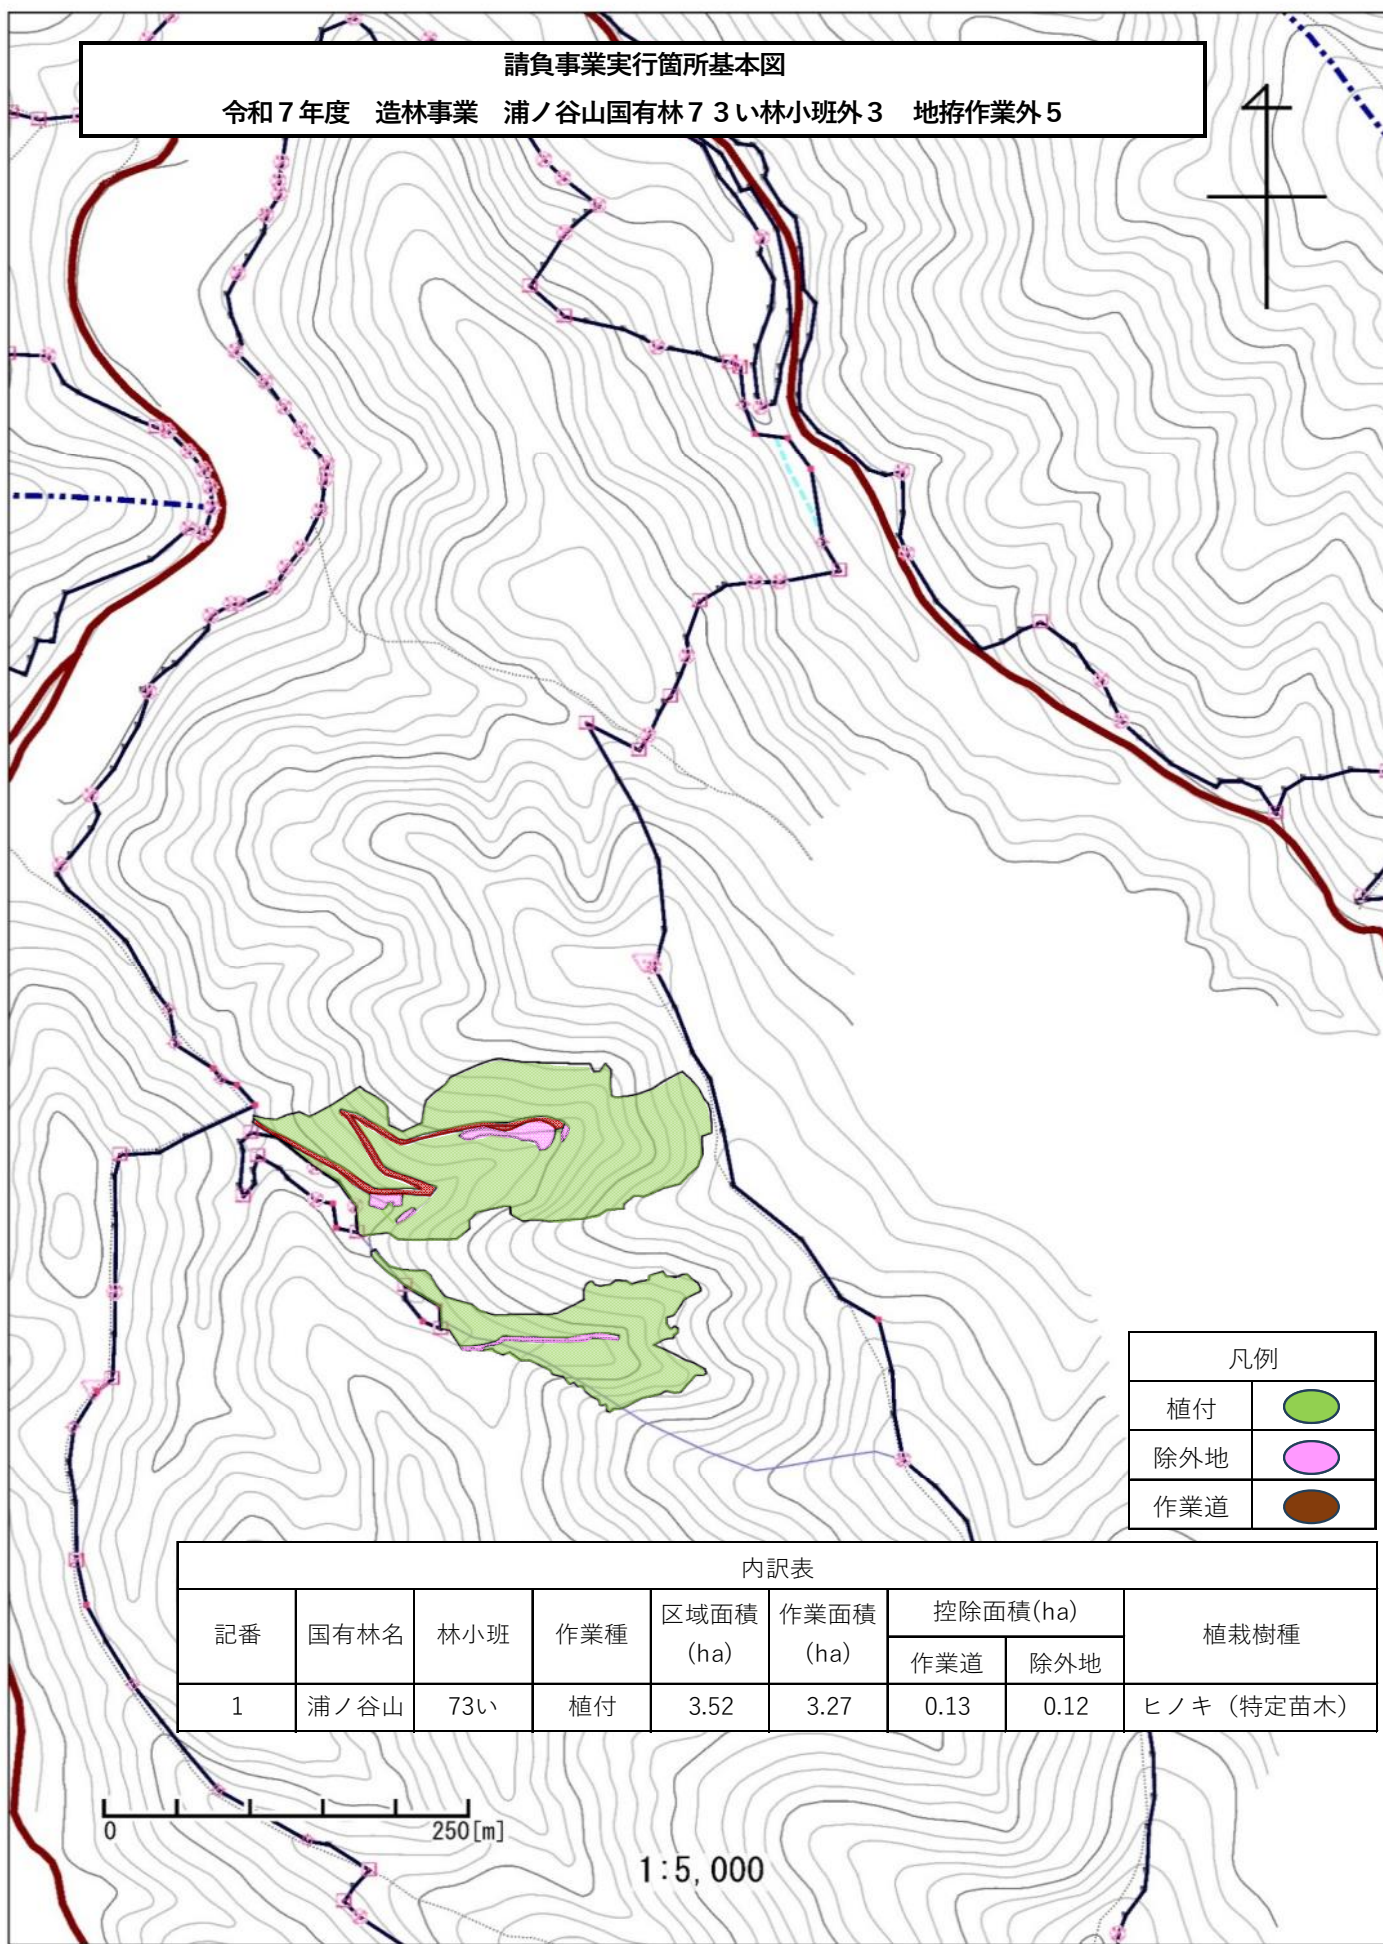 請負事業実行箇所基本図
令和7年度　造林事業　浦ノ谷山国有林73い林小班外3　地拵作業外5
凡例
植付
除外地
作業道
内訳表
記番 国有林名 林小班 作業種 区域面積(ha) 作業面積(ha) 控除面積(ha) 植栽樹種
作業道 除外地
1 浦ノ谷山 73い 植付 3.52 3.27 0.13 0.12 ヒノキ（特定苗木）
0 250[m]
1:5,000